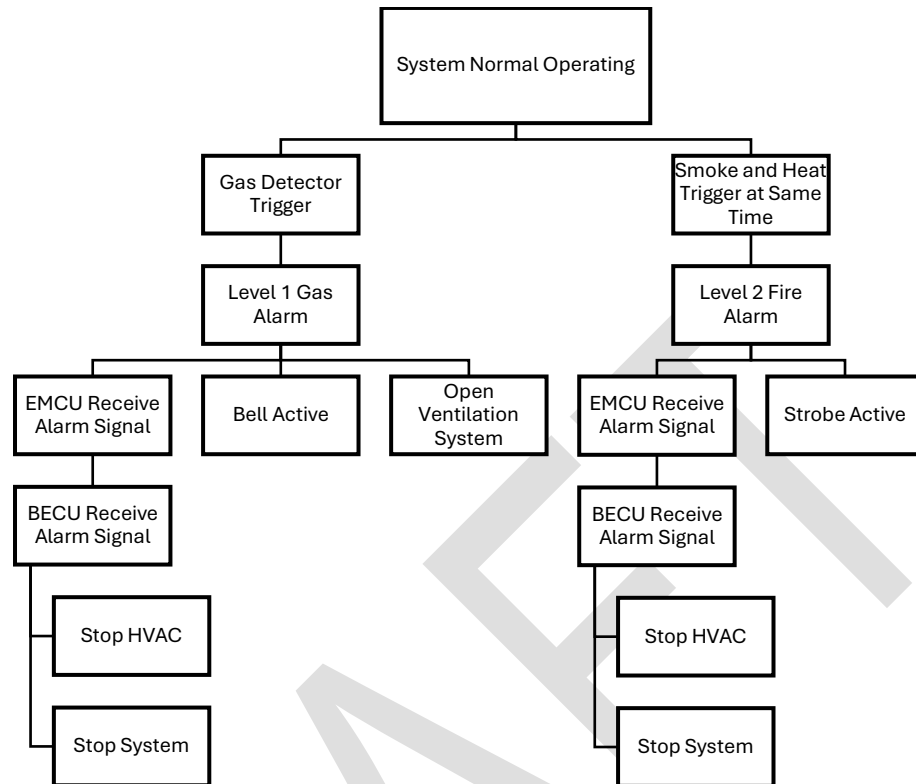 System Normal Operating
Gas Detector
Trigger
Smoke and Heat
Trigger at Same
Time
Level 1 Gas
Alarm
Level 2 Fire
Alarm
EMCU Receive
Alarm Signal
Bell Active
Open
Ventilation
System
EMCU Receive
Alarm Signal
Strobe Active
BECU Receive
Alarm Signal
BECU Receive
Alarm Signal
Stop HVAC
Stop HVAC
Stop System
Stop System